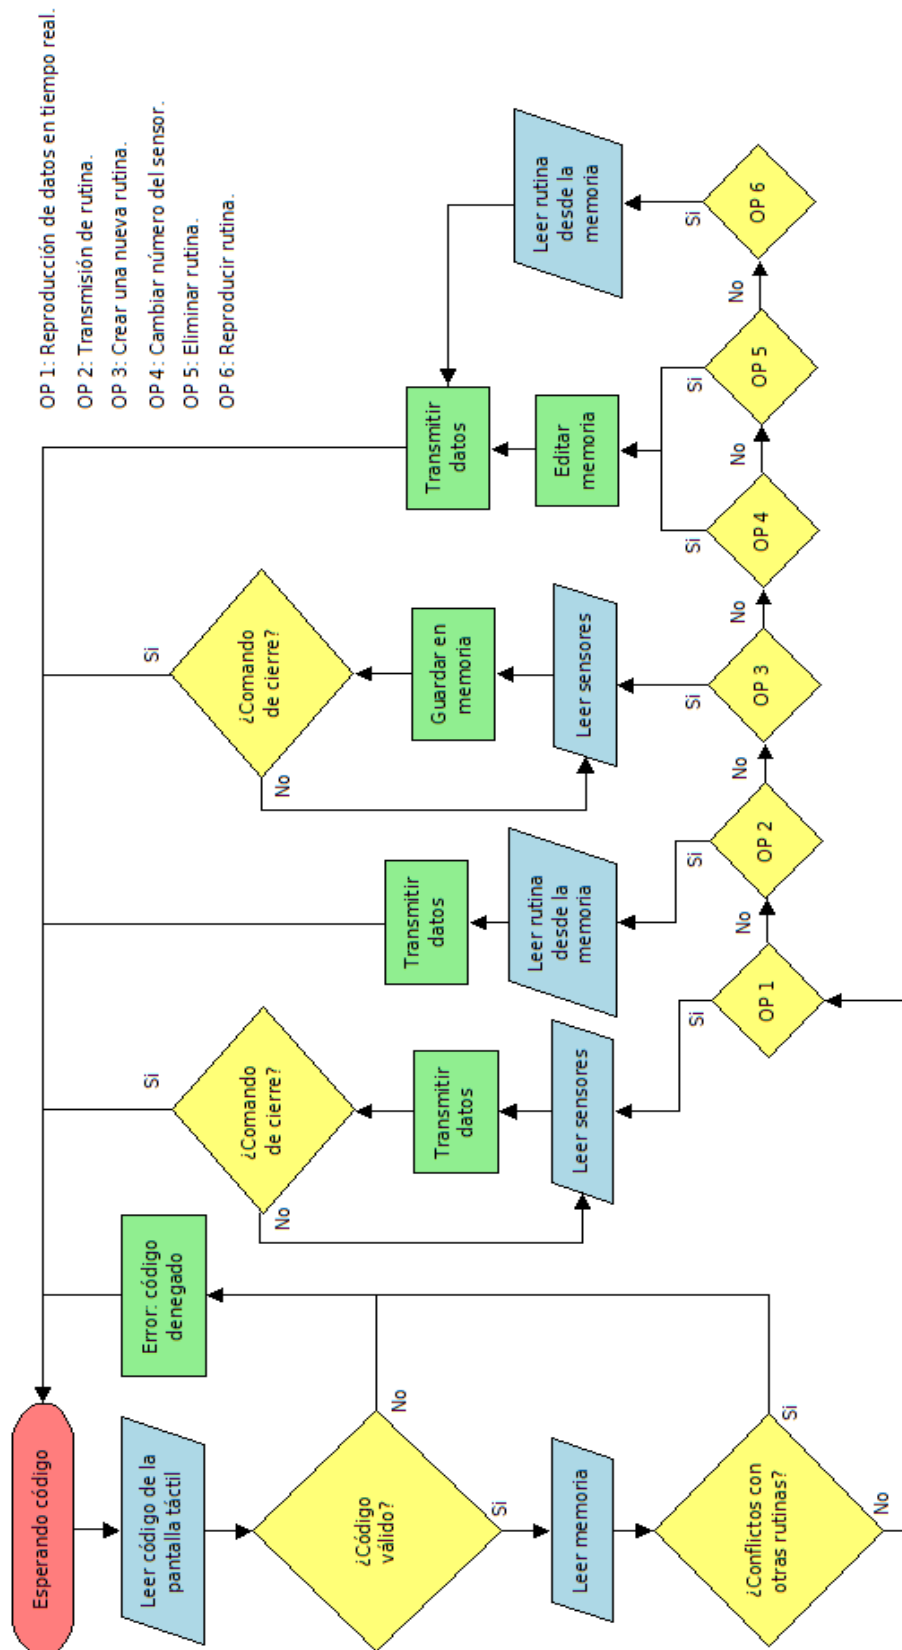 Esperando código
Leer código de la
pantalla táctil
¿Código
válido?
No
Si
Leer memoria
¿Conflictos con
otras rutinas?
Si
No
Error: código
denegado
OP 1
Si
No
Leer sensores
Transmitir
datos
¿Comando
de cierre?
No
Si
OP 2
Si
No
Leer rutina
desde la
memoria
Transmitir
datos
OP 3
Si
No
Leer sensores
Guardar en
memoria
¿Comando
de cierre?
No
Si
OP 4
Si
No
OP 5
Si
No
Editar
memoria
Transmitir
datos
OP 6
Si
Leer rutina
desde la
memoria
OP 1: Reproducción de datos en tiempo real.
OP 2: Transmisión de rutina.
OP 3: Crear una nueva rutina.
OP 4: Cambiar número del sensor.
OP 5: Eliminar rutina.
OP 6: Reproducir rutina.